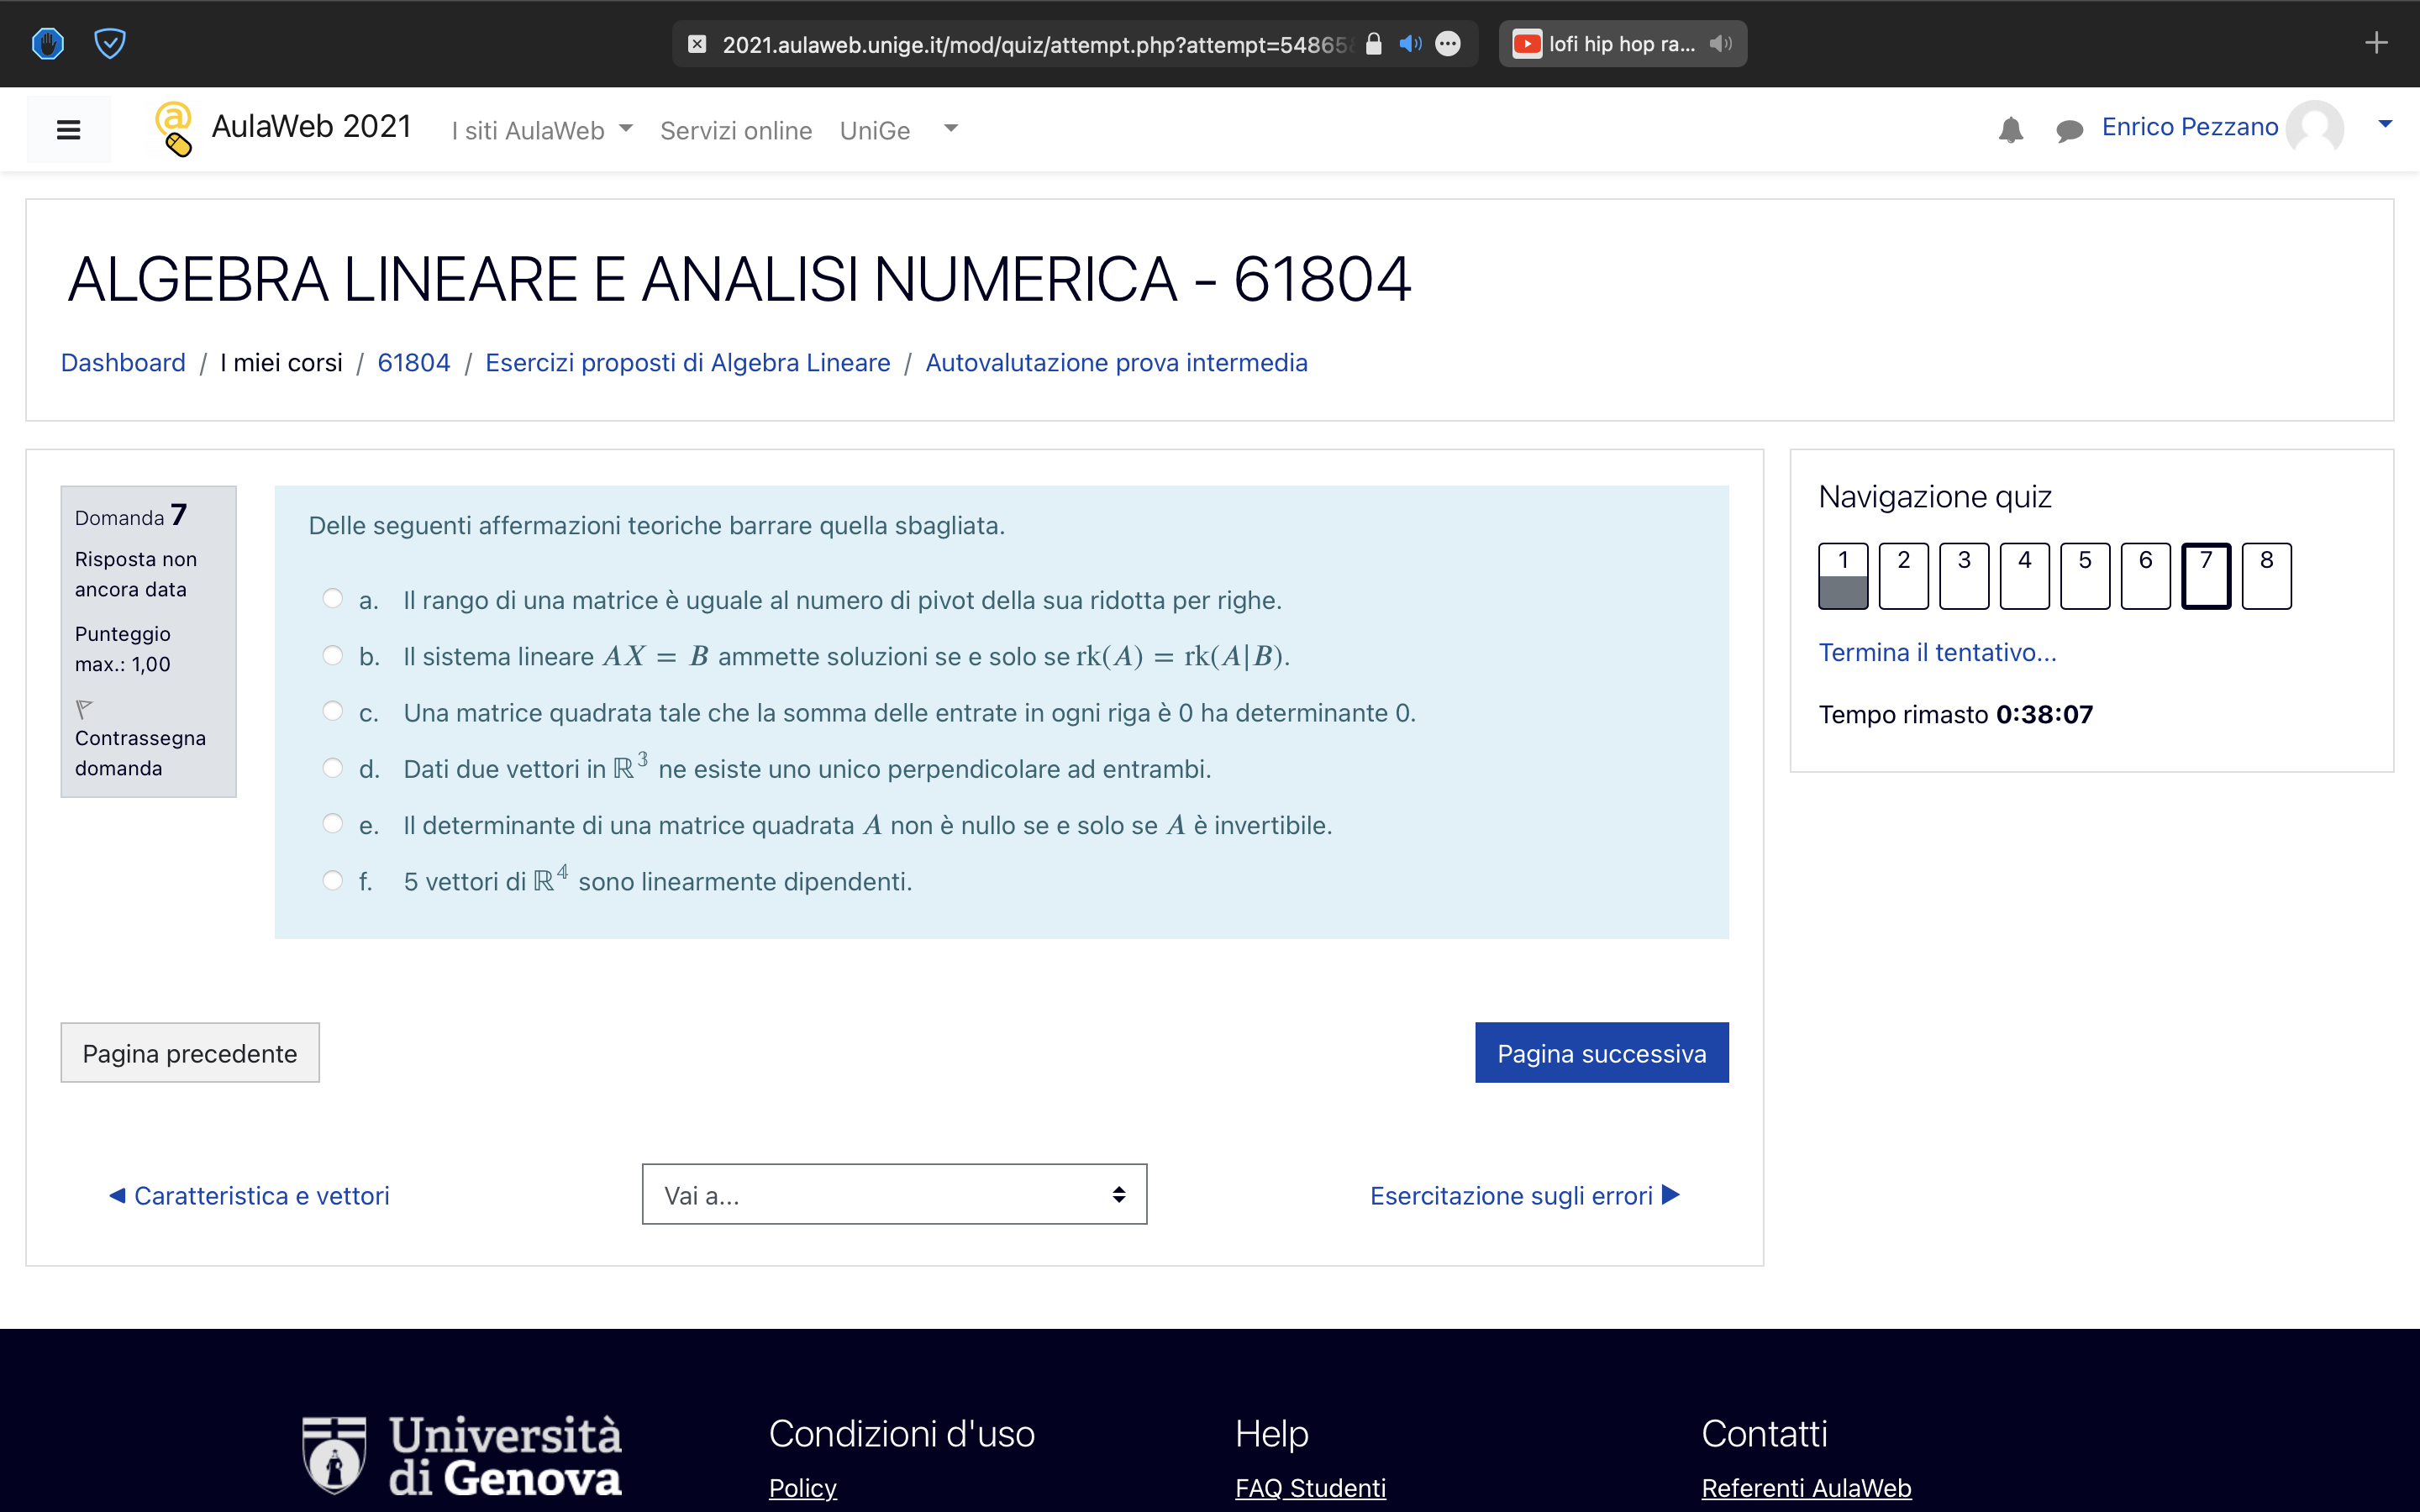 2021.aulaweb.unige.it/mod/quiz/attempt.php?attempt=54865
lofi hip hop ra...
AulaWeb 2021
I siti AulaWeb
Servizi online
UniGe
Enrico Pezzano
ALGEBRA LINEARE E ANALISI NUMERICA - 61804
Dashboard / I miei corsi / 61804 / Esercizi proposti di Algebra Lineare / Autovalutazione prova intermedia
Domanda 7
Risposta non
ancora data
Punteggio
max.: 1,00
Contrassegna
domanda
Delle seguenti affermazioni teoriche barrare quella sbagliata.
a. Il rango di una matrice è uguale al numero di pivot della sua ridotta per righe.
b. Il sistema lineare AX = B ammette soluzioni se e solo se rk(A) = rk(A|B).
c. Una matrice quadrata tale che la somma delle entrate in ogni riga è 0 ha determinante 0.
d. Dati due vettori in ℝ³ ne esiste uno unico perpendicolare ad entrambi.
e. Il determinante di una matrice quadrata A non è nullo se e solo se A è invertibile.
f. 5 vettori di ℝ⁴ sono linearmente dipendenti.
Navigazione quiz
1 2 3 4 5 6 7 8
Termina il tentativo...
Tempo rimasto 0:38:07
Pagina precedente
Pagina successiva
◄ Caratteristica e vettori
Vai a...
Esercitazione sugli errori ►
Università
di Genova
Condizioni d'uso
Policy
Help
FAQ Studenti
Contatti
Referenti AulaWeb